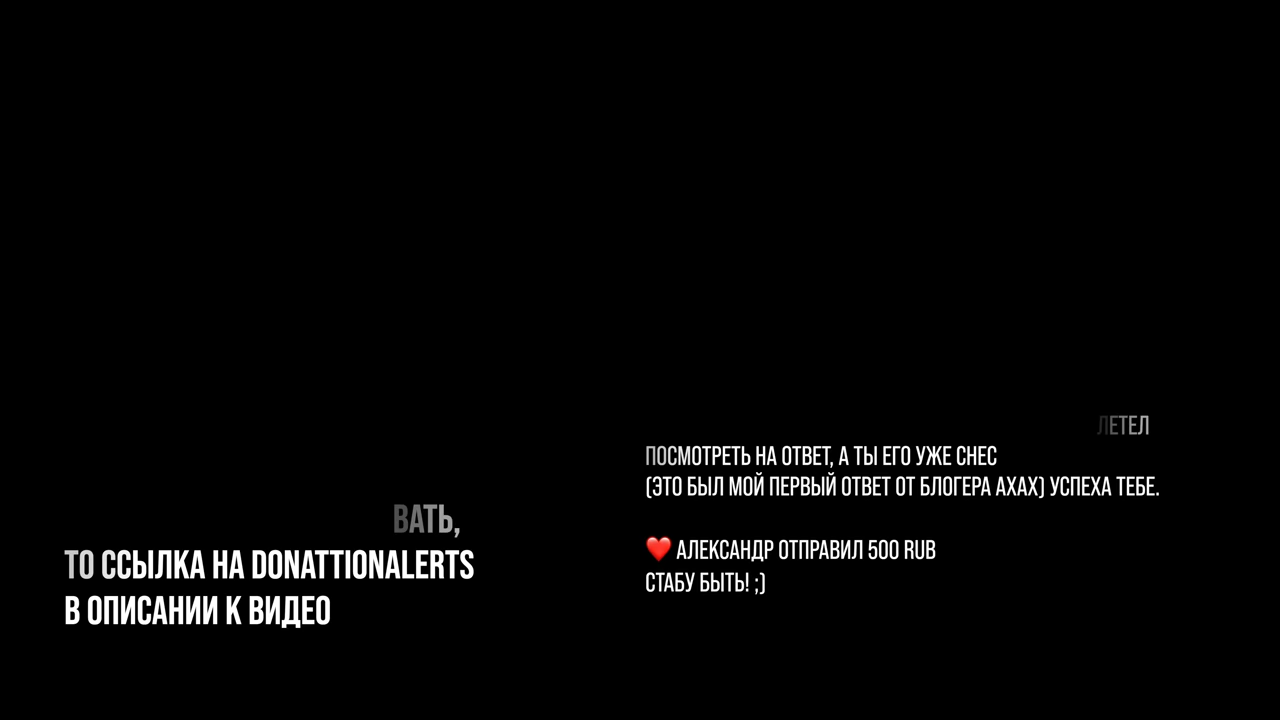 ВАТЬ,
ТО ССЫЛКА НА DONATTIONALERTS
В ОПИСАНИИ К ВИДЕО
ЛЕТЕЛ
ПОСМОТРЕТЬ НА ОТВЕТ, А ТЫ ЕГО УЖЕ СНЕС
(ЭТО БЫЛ МОЙ ПЕРВЫЙ ОТВЕТ ОТ БЛОГЕРА АХАХ) УСПЕХА ТЕБЕ.
❤️ АЛЕКСАНДР ОТПРАВИЛ 500 RUB
СТАБУ БЫТЬ! ;)